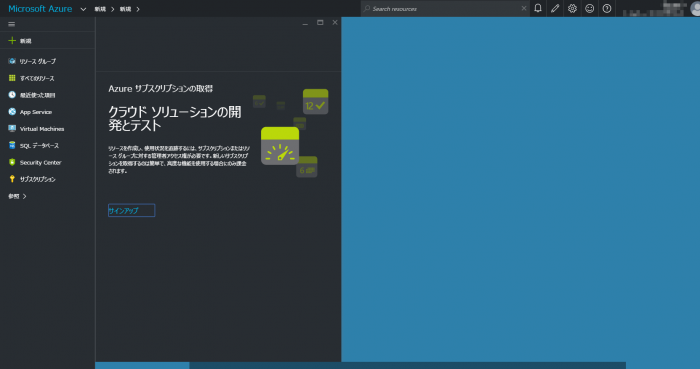 Microsoft Azure 新規 新規
Search resources
新規
リソース グループ
すべてのリソース
最近使った項目
App Service
Virtual Machines
SQL データベース
Security Center
サブスクリプション
参照
Azure サブスクリプションの取得
クラウド ソリューションの開
発とテスト
リソースを作成し、使用状況を追跡するには、サブスクリプションまたはリソ
ース グループに対する管理者アクセス権が必要です。新しいサブスクリプ
ションを取得するのは簡単で、高度な機能を使用する場合にのみ課金
されます。
12
6
サインアップ